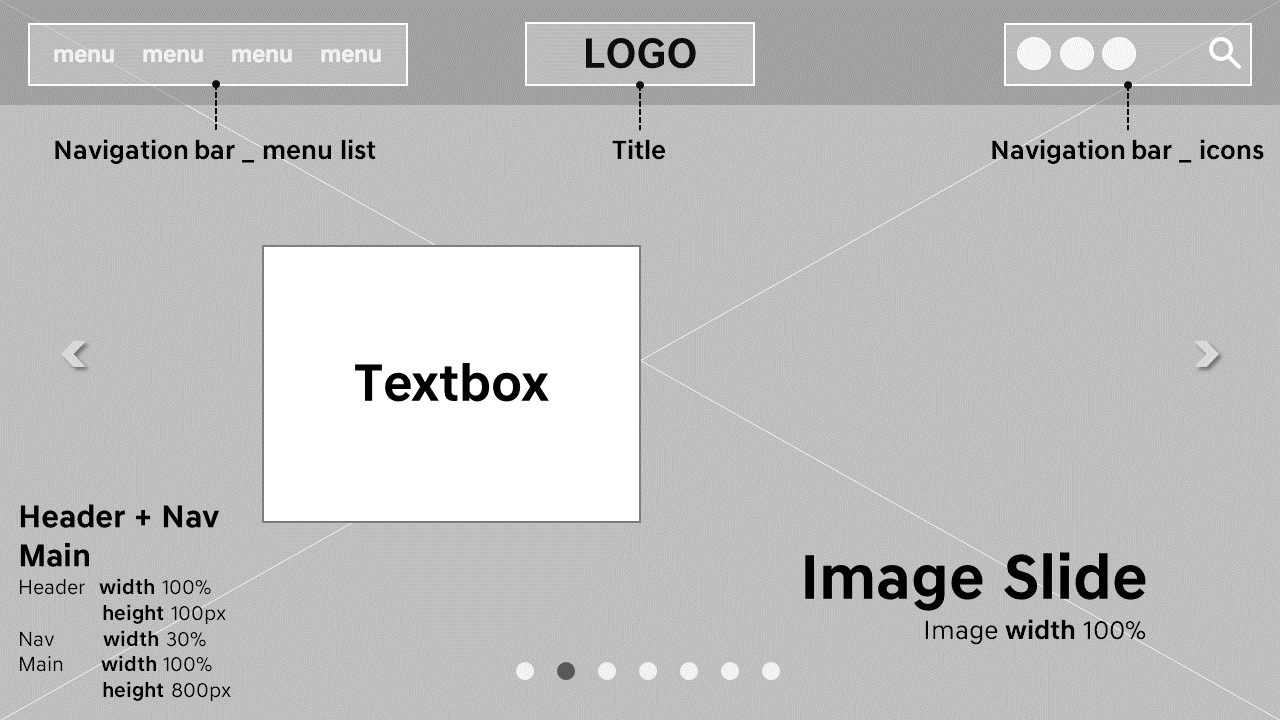 menu menu menu menu
LOGO
Navigation bar _ menu list
Title
Navigation bar _ icons
Textbox
Header + Nav
Main
Header width 100%
height 100px
Nav width 30%
Main width 100%
height 800px
Image Slide
Image width 100%